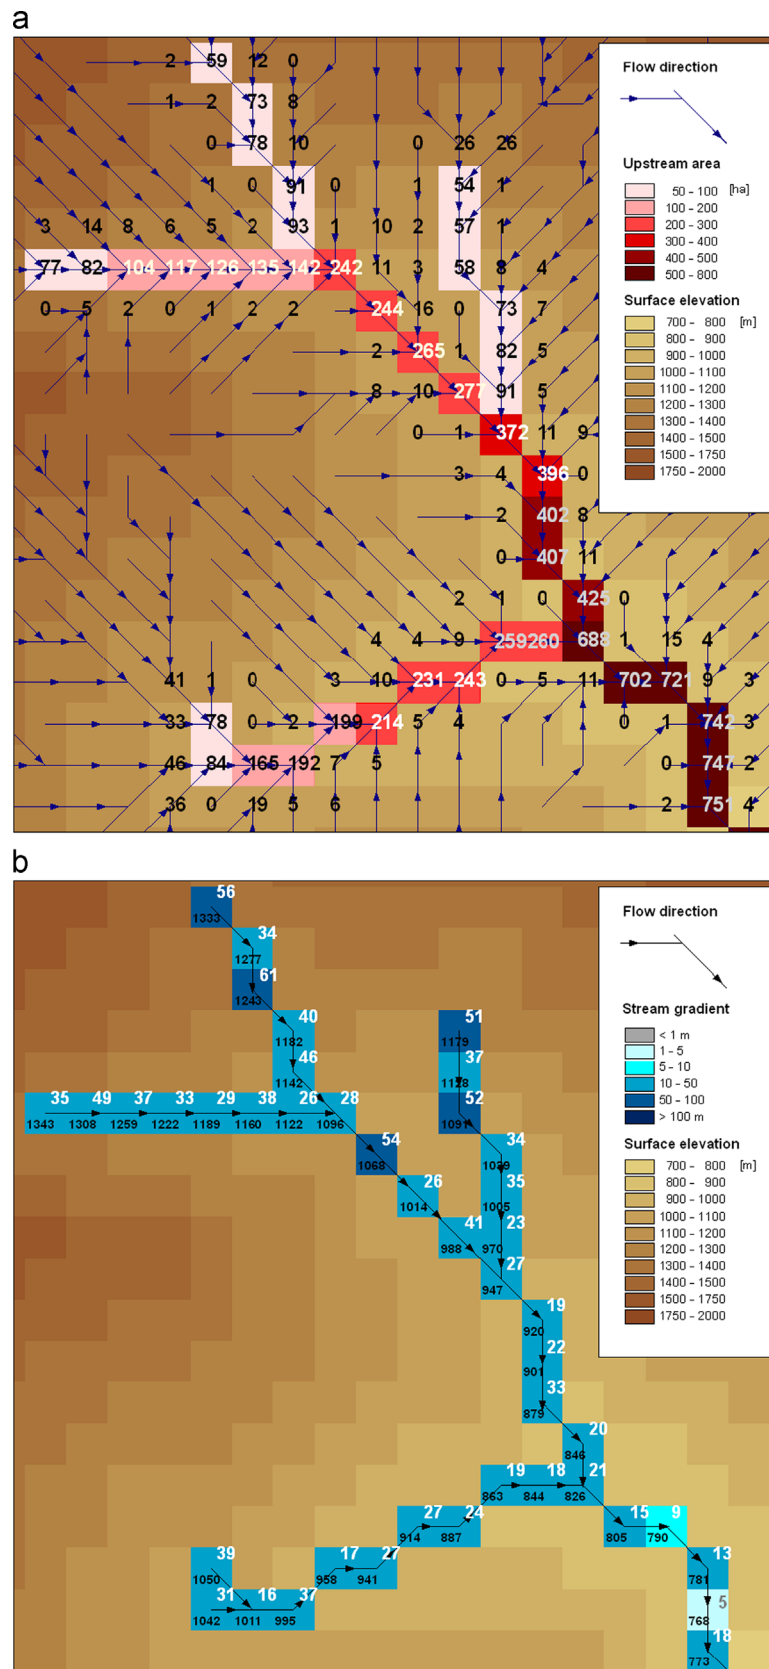 a
2 59 12 0
1 2 73 8
0 78 10 0 26 26
1 0 91 0 1 54 1
3 14 8 6 5 2 93 1 10 2 57 1
77 82 104 117 126 135 142 242 11 3 58 8 4
0 5 2 0 1 2 2 244 16 0 73 7
2 265 1 82 5
8 10 277 91 5
0 1 372 11 9
3 4 396 0
2 402 8
0 407 11
2 1 0 425 0
4 4 9 259 260 688 1 15 4
41 1 0 3 10 231 243 0 5 11 702 721 9 3
33 78 0 2 199 214 5 4 0 1 742 3
46 84 165 192 7 5 0 747 2
36 0 19 5 6 2 751 4
Flow direction
Upstream area
50 - 100 [ha]
100 - 200
200 - 300
300 - 400
400 - 500
500 - 800
Surface elevation
700 - 800 [m]
800 - 900
900 - 1000
1000 - 1100
1100 - 1200
1200 - 1300
1300 - 1400
1400 - 1500
1500 - 1750
1750 - 2000
b
56
1333
34
1277
61
1243
40 51
1182 1179
46 37
1142 1128
35 49 37 33 29 38 26 28 52
1343 1308 1259 1222 1189 1160 1122 1096 1091
54 34
1068 1039
26 35
1014 1005
41 23
988 970
27
947
19
920
22
901
33
879
20
846
19 18 21
863 844 826
27 24 15 9
914 887 805 790
39 17 27 13
1050 958 941 781
31 16 37 5
1042 1011 995 768
18
773
Flow direction
Stream gradient
< 1 m
1 - 5
5 - 10
10 - 50
50 - 100
> 100 m
Surface elevation
700 - 800 [m]
800 - 900
900 - 1000
1000 - 1100
1100 - 1200
1200 - 1300
1300 - 1400
1400 - 1500
1500 - 1750
1750 - 2000